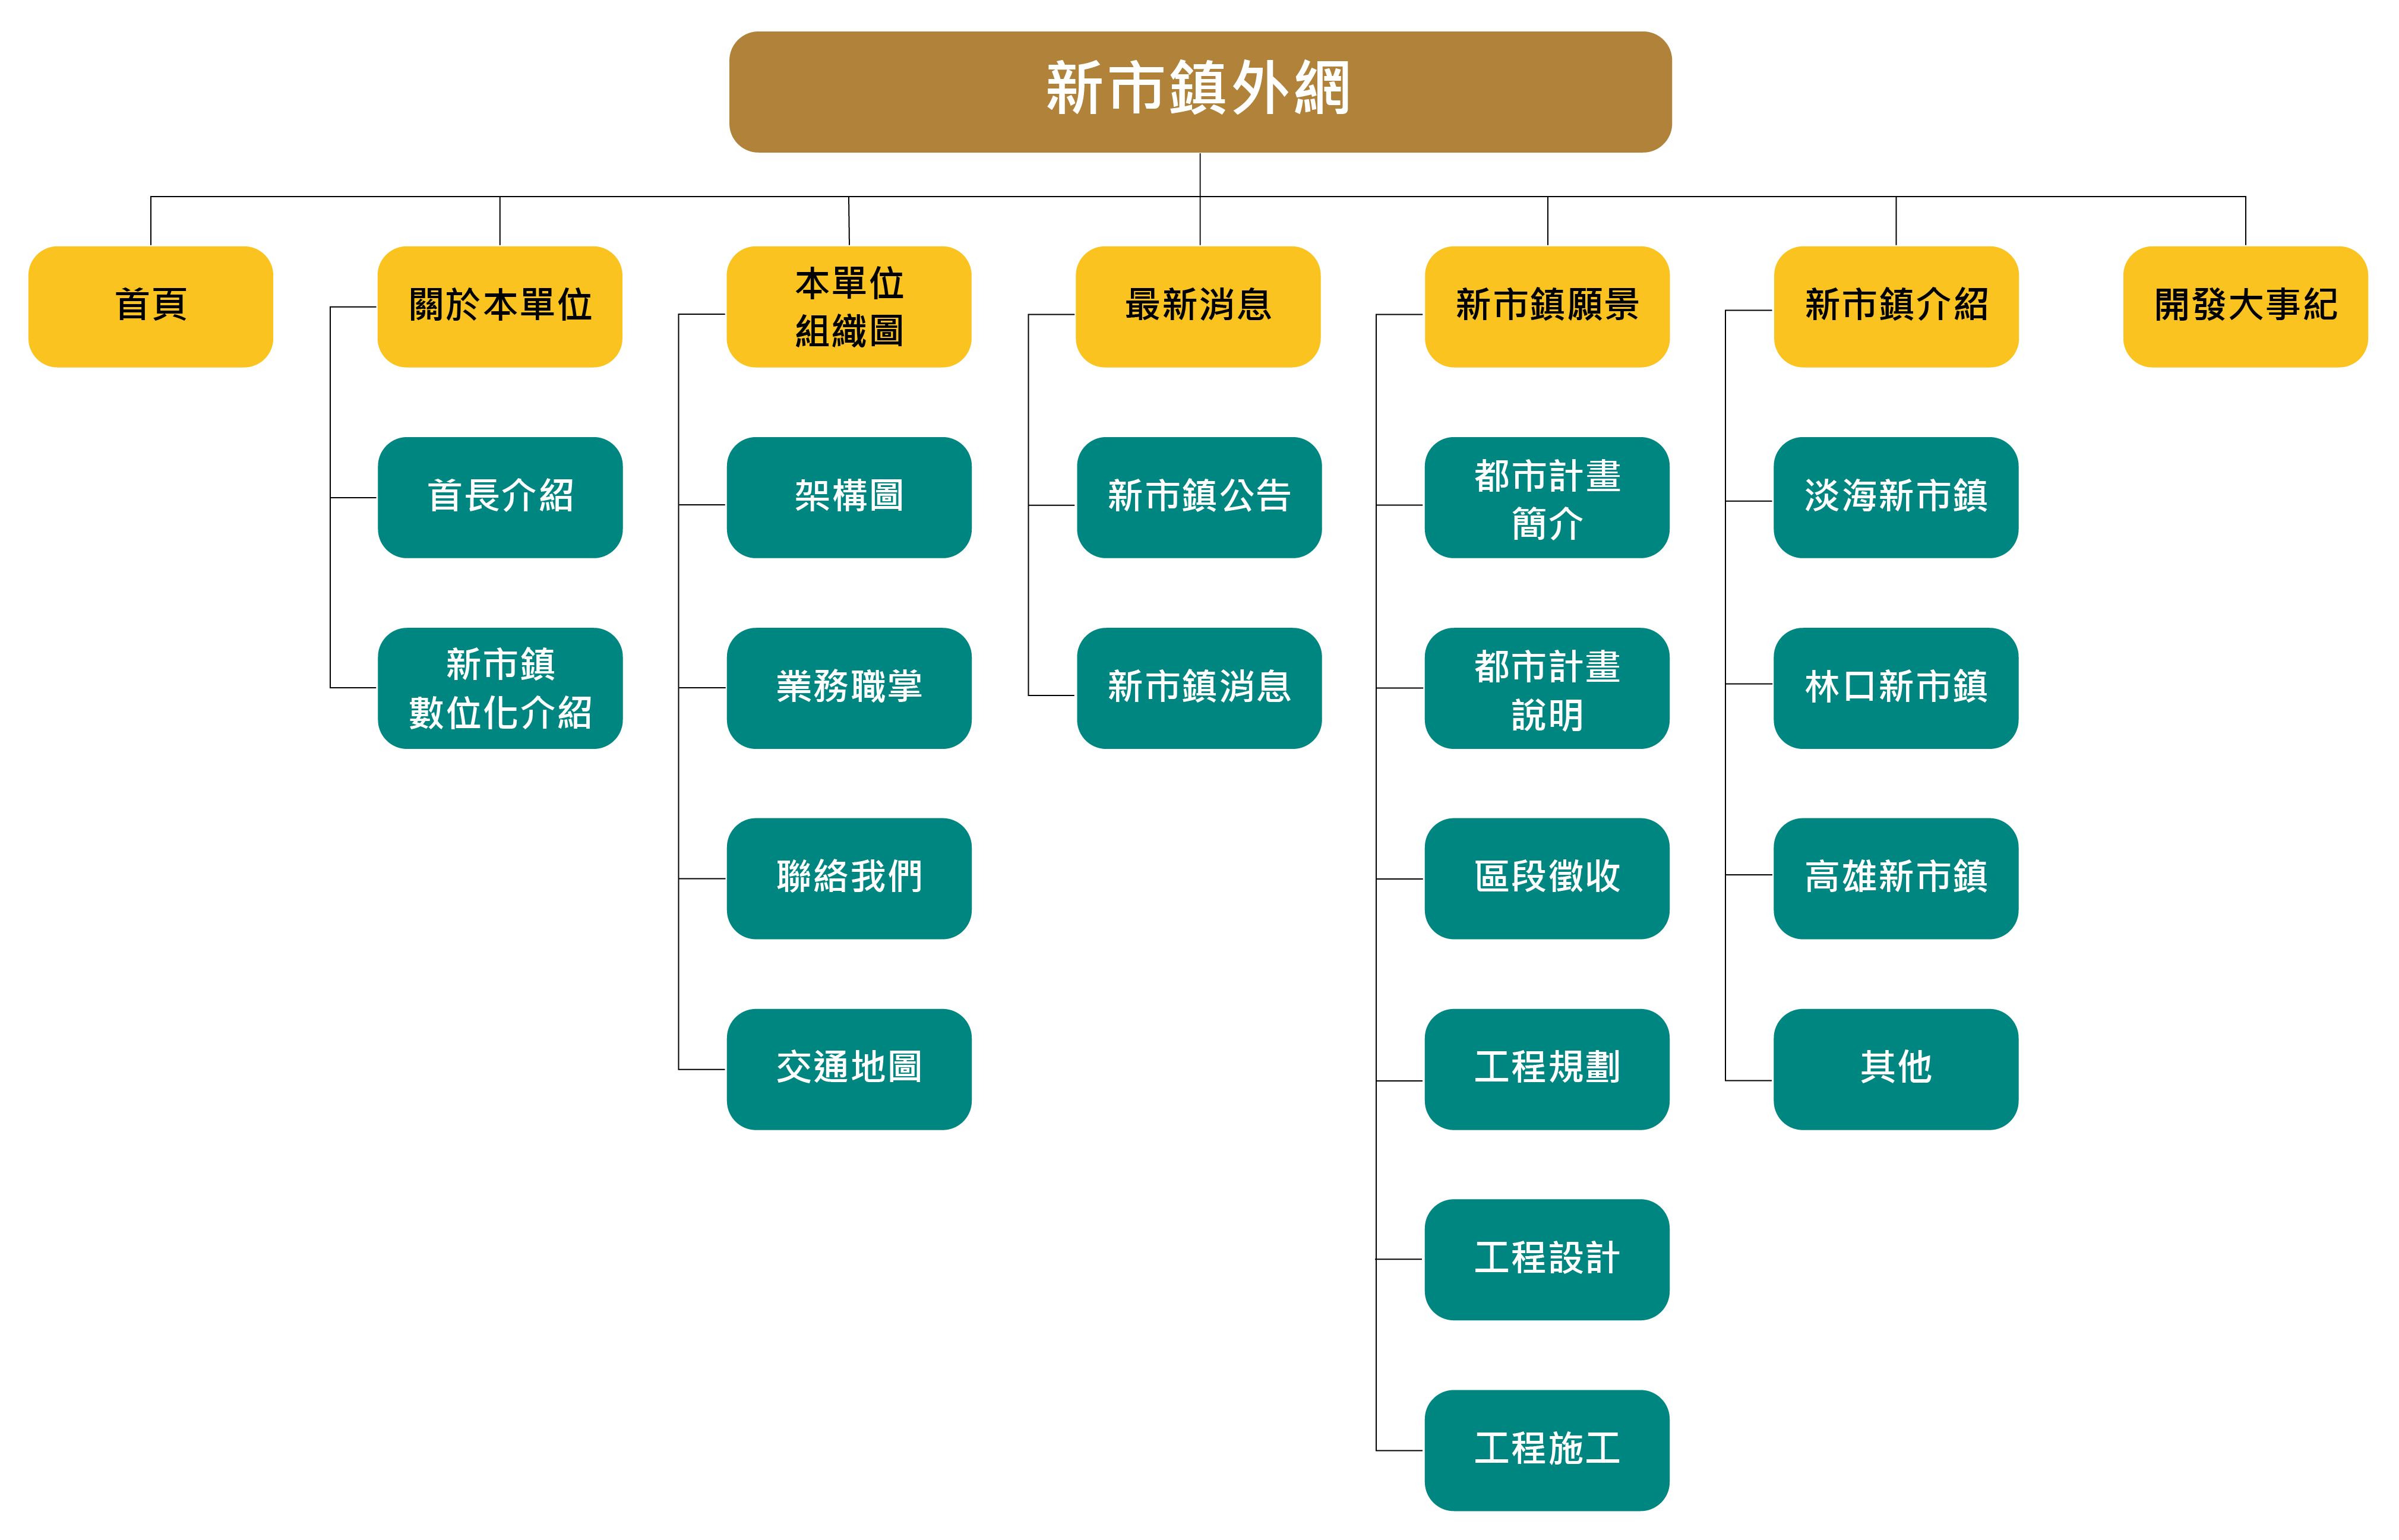 新市鎮外網
首頁
關於本單位
本單位
組織圖
最新消息
新市鎮願景
新市鎮介紹
開發大事紀
首長介紹
新市鎮
數位化介紹
架構圖
業務職掌
聯絡我們
交通地圖
新市鎮公告
新市鎮消息
都市計畫
簡介
都市計畫
說明
區段徵收
工程規劃
工程設計
工程施工
淡海新市鎮
林口新市鎮
高雄新市鎮
其他